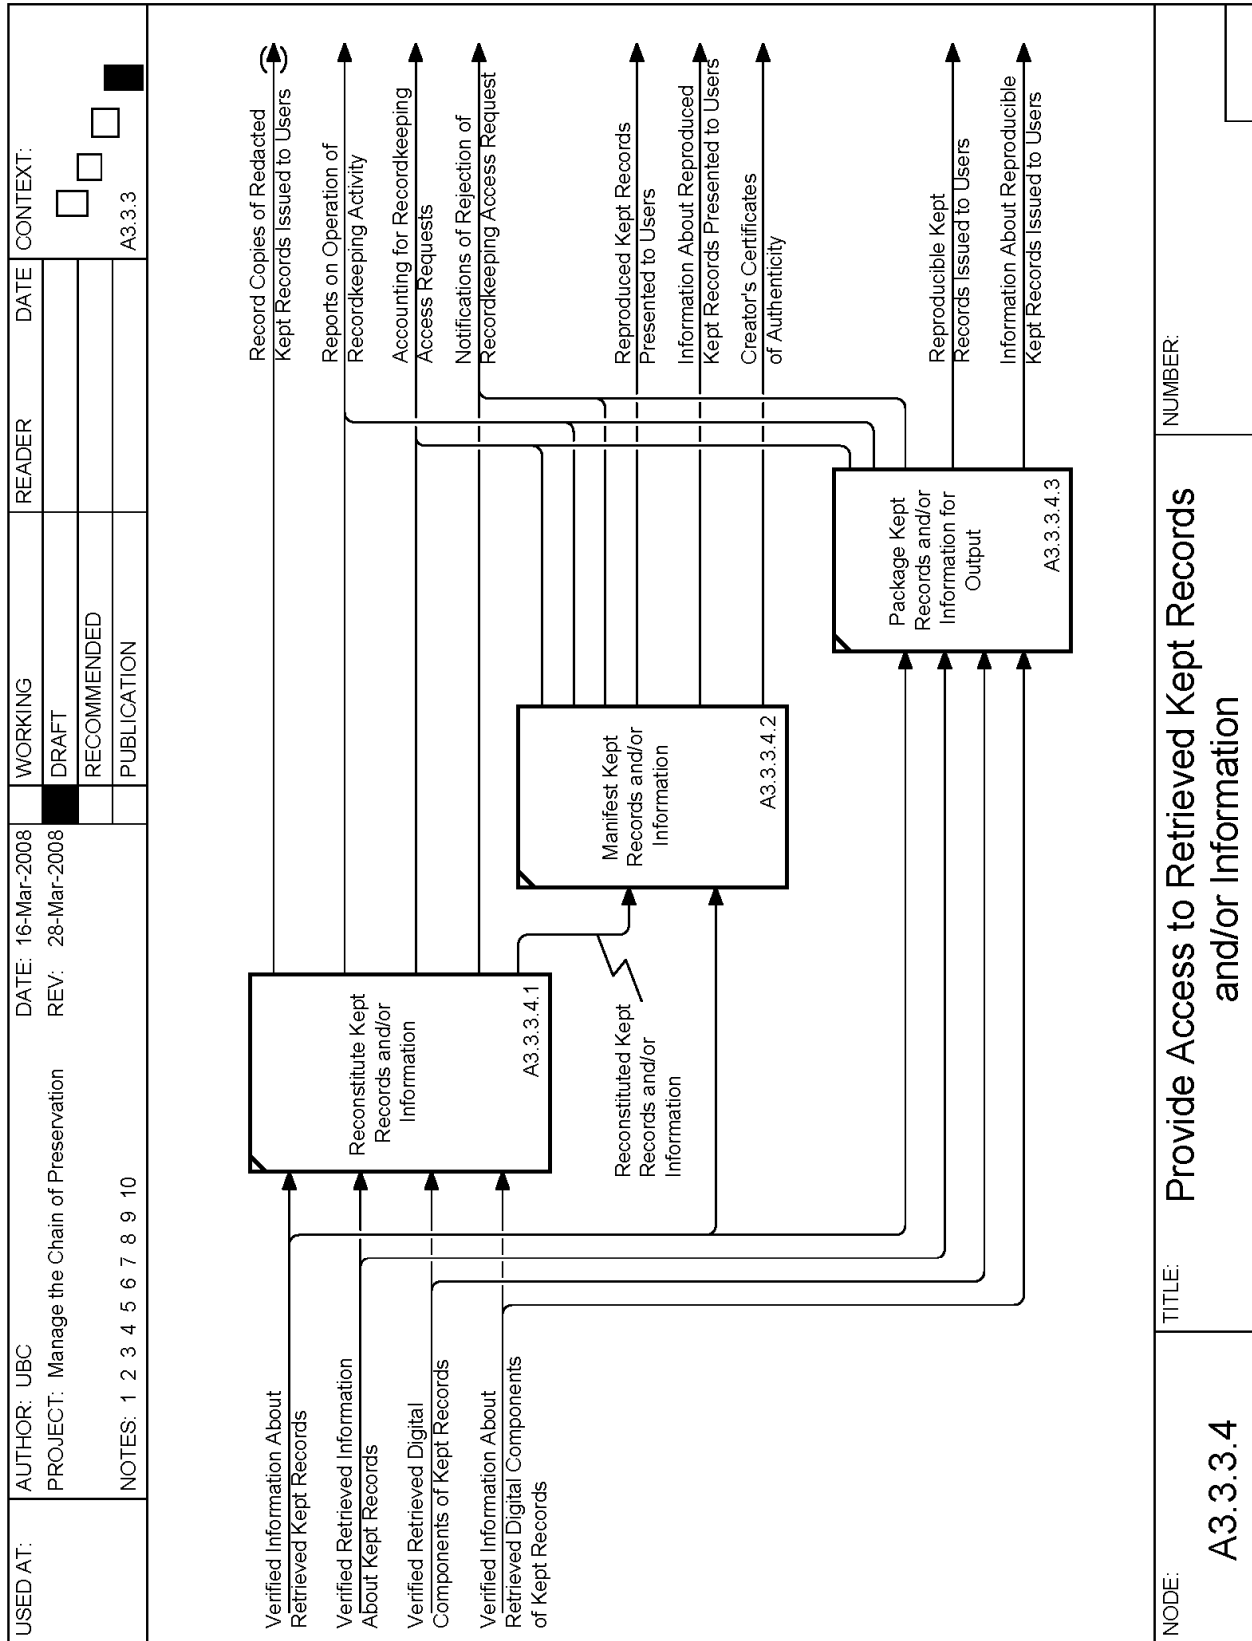 USED AT:
AUTHOR: UBC
PROJECT: Manage the Chain of Preservation
NOTES: 1 2 3 4 5 6 7 8 9 10
DATE: 16-Mar-2008
REV: 28-Mar-2008
WORKING
DRAFT
RECOMMENDED
PUBLICATION
READER
DATE
CONTEXT:
A3.3.3
Verified Information About
Retrieved Kept Records
Verified Retrieved Information
About Kept Records
Verified Retrieved Digital
Components of Kept Records
Verified Information About
Retrieved Digital Components
of Kept Records
Reconstitute Kept
Records and/or
Information
A3.3.3.4.1
Reconstituted Kept
Records and/or
Information
Manifest Kept
Records and/or
Information
A3.3.3.4.2
Package Kept
Records and/or
Information for
Output
A3.3.3.4.3
Record Copies of Redacted
Kept Records Issued to Users
Reports on Operation of
Recordkeeping Activity
Accounting for Recordkeeping
Access Requests
Notifications of Rejection of
Recordkeeping Access Request
Reproduced Kept Records
Presented to Users
Information About Reproduced
Kept Records Presented to Users
Creator's Certificates
of Authenticity
Reproducible Kept
Records Issued to Users
Information About Reproducible
Kept Records Issued to Users
NODE:
A3.3.3.4
TITLE:
Provide Access to Retrieved Kept Records
and/or Information
NUMBER: